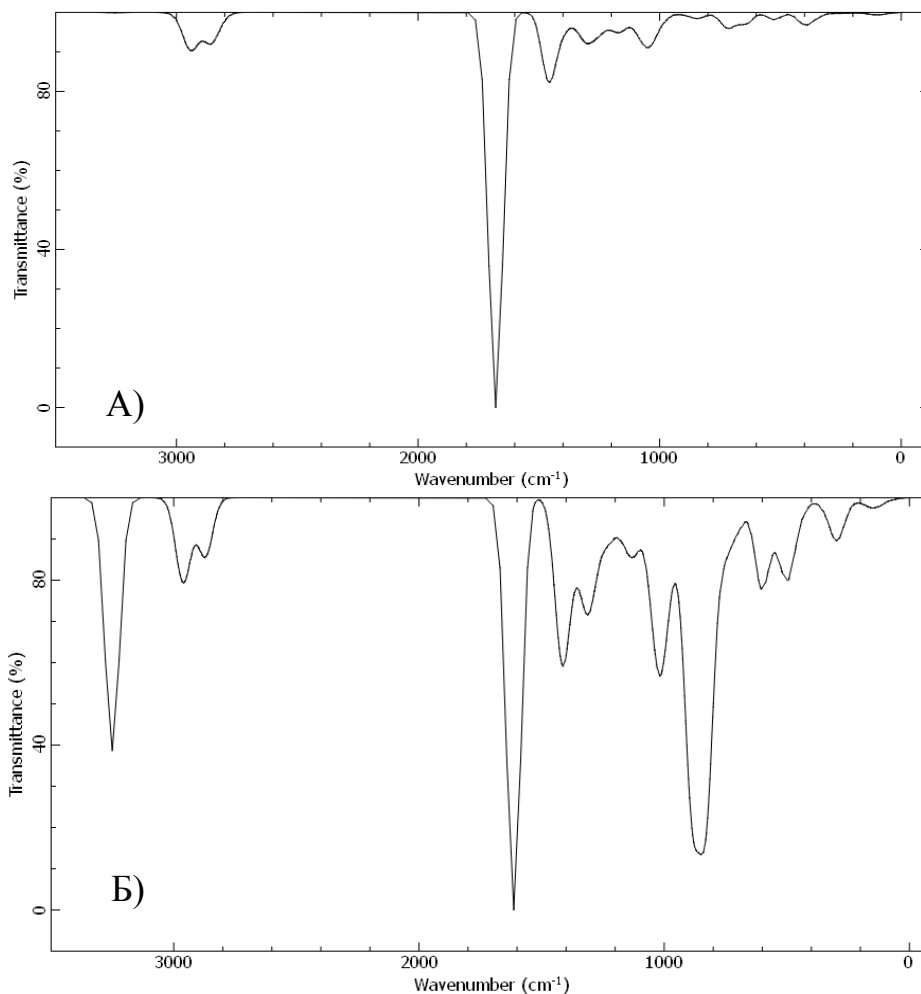 80
40
0
Transmittance (%)
А)
3000
2000
1000
0
Wavenumber (cm⁻¹)
80
40
0
Transmittance (%)
Б)
3000
2000
1000
0
Wavenumber (cm⁻¹)